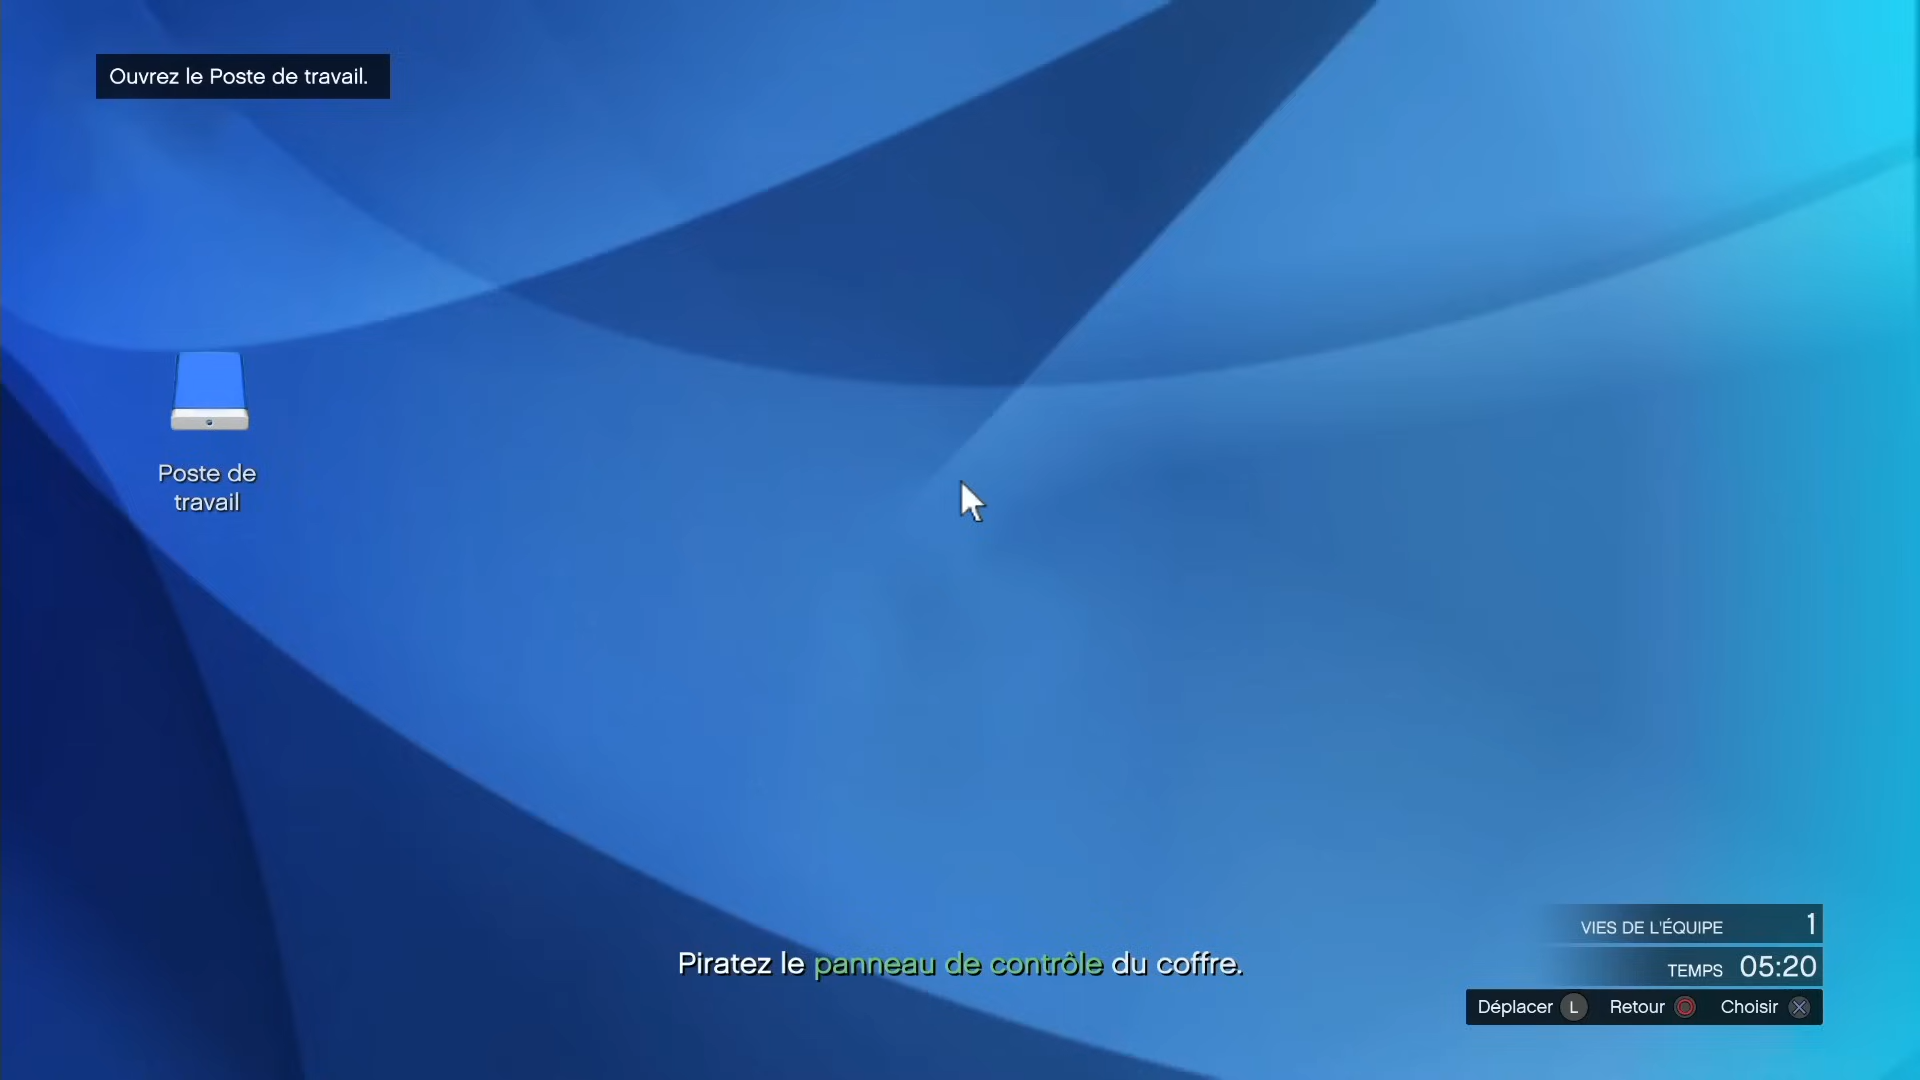 Ouvrez le Poste de travail.
Poste de
travail
Piratez le panneau de contrôle du coffre.
VIES DE L'ÉQUIPE 1
TEMPS 05:20
Déplacer L Retour Choisir